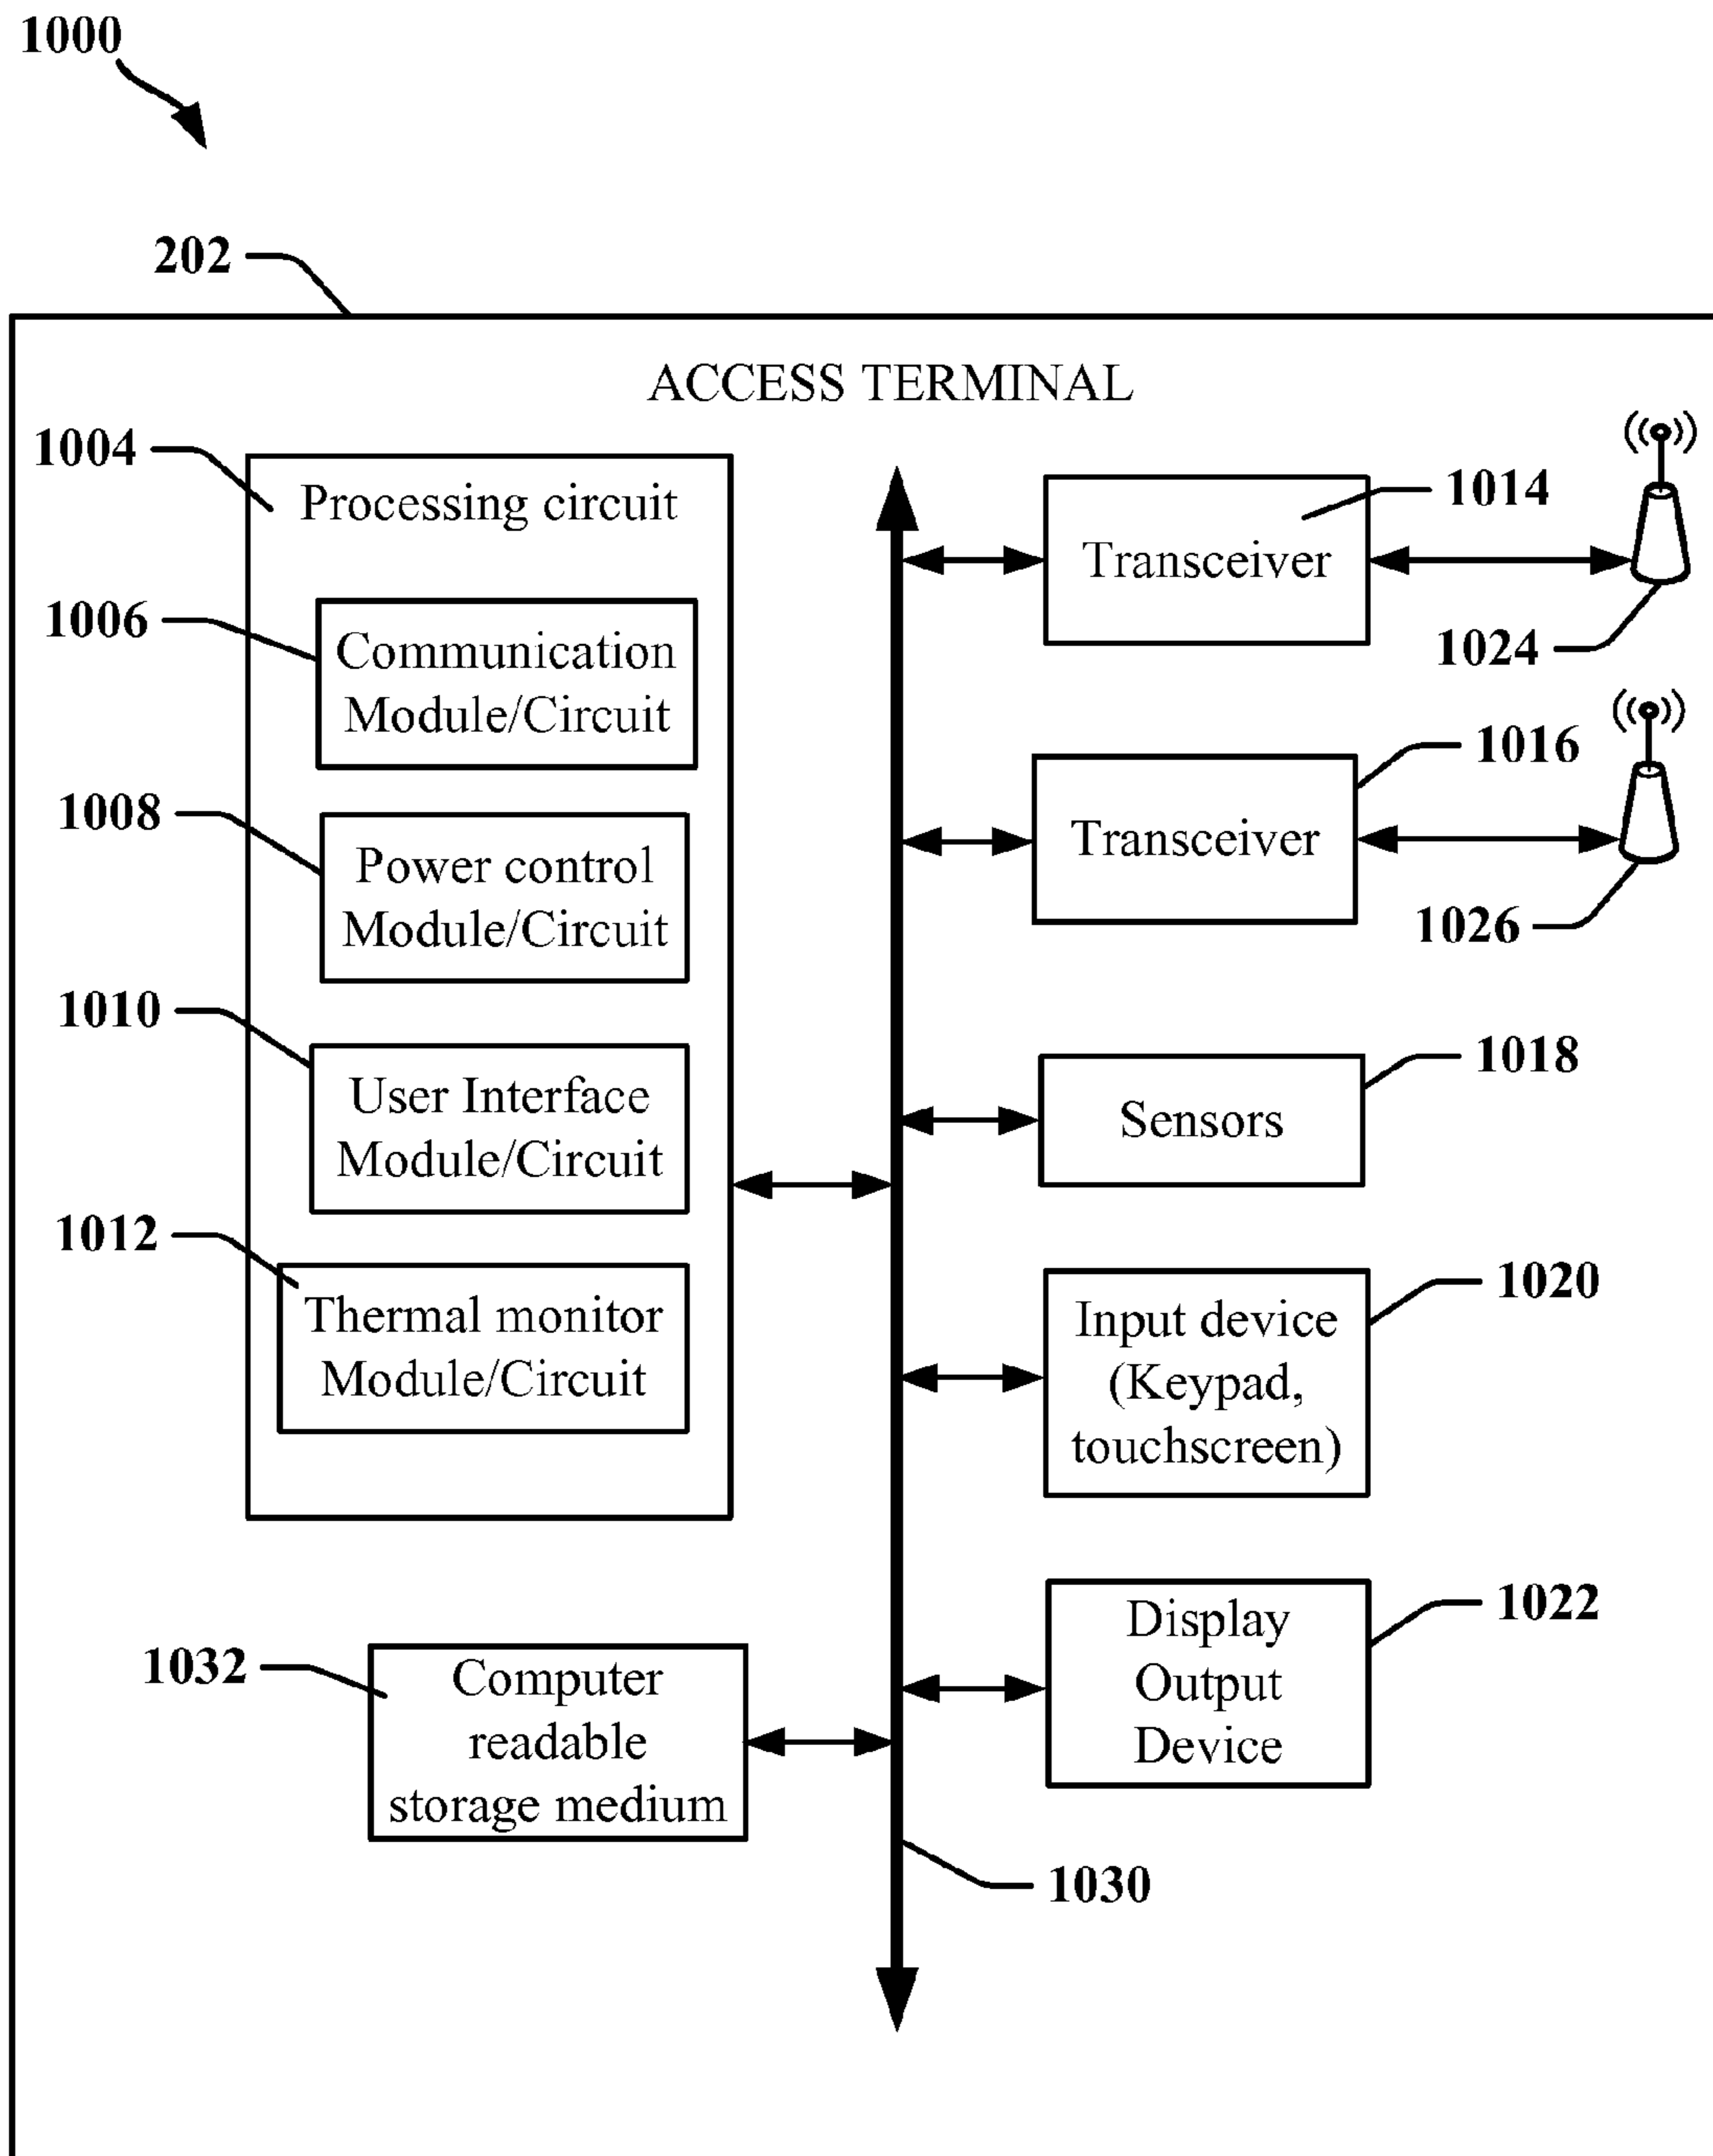 1000
202
ACCESS TERMINAL
1004
Processing circuit
1006
Communication
Module/Circuit
1008
Power control
Module/Circuit
1010
User Interface
Module/Circuit
1012
Thermal monitor
Module/Circuit
1032
Computer
readable
storage medium
1014
Transceiver
1024
1016
Transceiver
1026
1018
Sensors
1020
Input device
(Keypad,
touchscreen)
1022
Display
Output
Device
1030